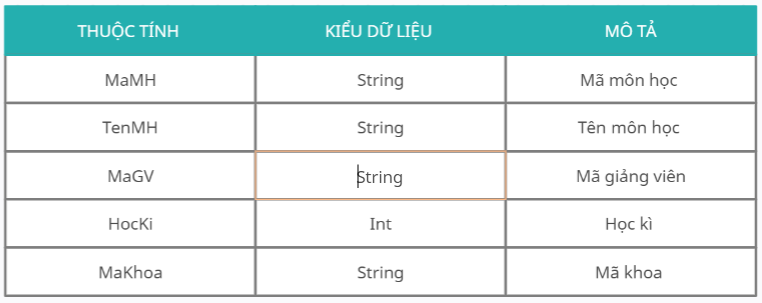 THUỘC TÍNH KIỂU DỮ LIỆU MÔ TẢ
MaMH String Mã môn học
TenMH String Tên môn học
MaGV String Mã giảng viên
HocKi Int Học kì
MaKhoa String Mã khoa